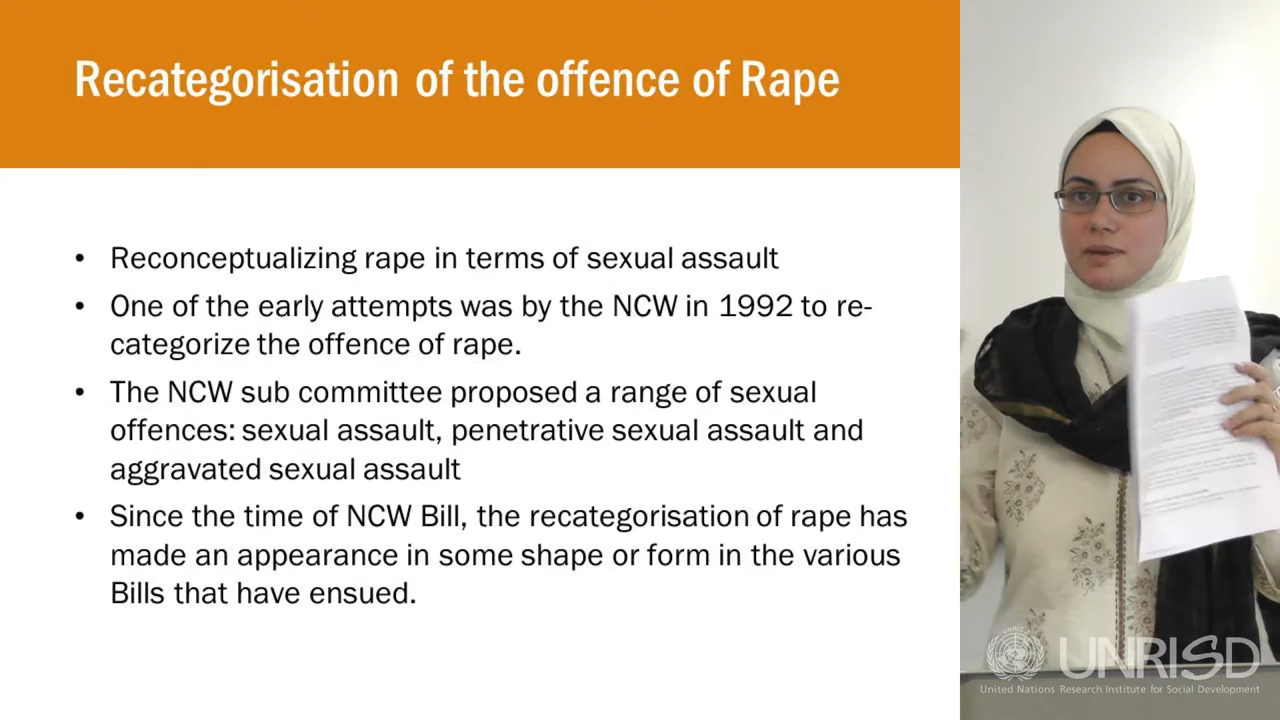 Recategorisation of the offence of Rape
• Reconceptualizing rape in terms of sexual assault
• One of the early attempts was by the NCW in 1992 to re-
categorize the offence of rape.
• The NCW sub committee proposed a range of sexual
offences: sexual assault, penetrative sexual assault and
aggravated sexual assault
• Since the time of NCW Bill, the recategorisation of rape has
made an appearance in some shape or form in the various
Bills that have ensued.
UNRISD
UNRISD
United Nations Research Institute for Social Development